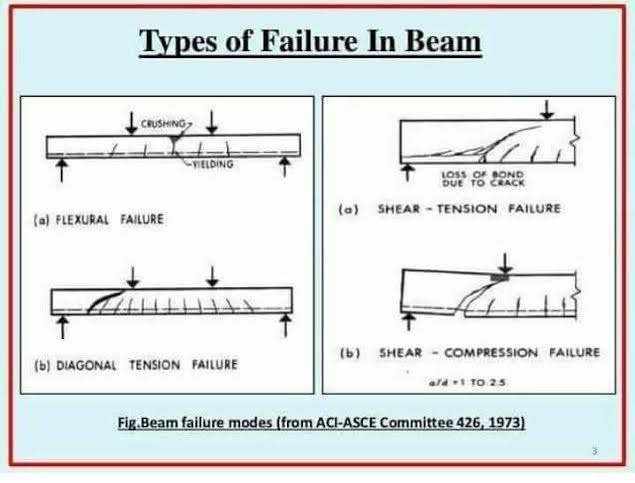 Types of Failure In Beam
CRUSHING
YIELDING
(a) FLEXURAL FAILURE
(b) DIAGONAL TENSION FAILURE
LOSS OF BOND
DUE TO CRACK
(a) SHEAR - TENSION FAILURE
(b) SHEAR - COMPRESSION FAILURE
a/d = 1 TO 2.5
Fig.Beam failure modes (from ACI-ASCE Committee 426, 1973)
3